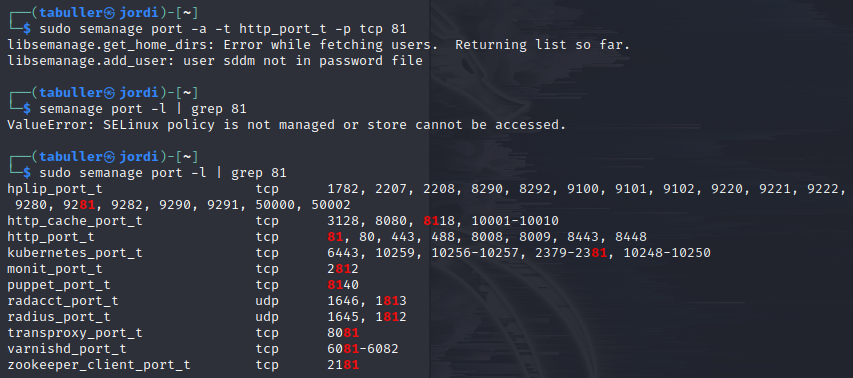 ┌──(tabuller㉿jordi)-[~]
└─$ sudo semanage port -a -t http_port_t -p tcp 81
libsemanage.get_home_dirs: Error while fetching users.  Returning list so far.
libsemanage.add_user: user sddm not in password file
┌──(tabuller㉿jordi)-[~]
└─$ semanage port -l | grep 81
ValueError: SELinux policy is not managed or store cannot be accessed.
┌──(tabuller㉿jordi)-[~]
└─$ sudo semanage port -l | grep 81
hplip_port_t                   tcp      1782, 2207, 2208, 8290, 8292, 9100, 9101, 9102, 9220, 9221, 9222,
 9280, 9281, 9282, 9290, 9291, 50000, 50002
http_cache_port_t              tcp      3128, 8080, 8118, 10001-10010
http_port_t                    tcp      81, 80, 443, 488, 8008, 8009, 8443, 8448
kubernetes_port_t              tcp      6443, 10259, 10256-10257, 2379-2381, 10248-10250
monit_port_t                   tcp      2812
puppet_port_t                  tcp      8140
radacct_port_t                 udp      1646, 1813
radius_port_t                  udp      1645, 1812
transproxy_port_t              tcp      8081
varnishd_port_t                tcp      6081-6082
zookeeper_client_port_t        tcp      2181